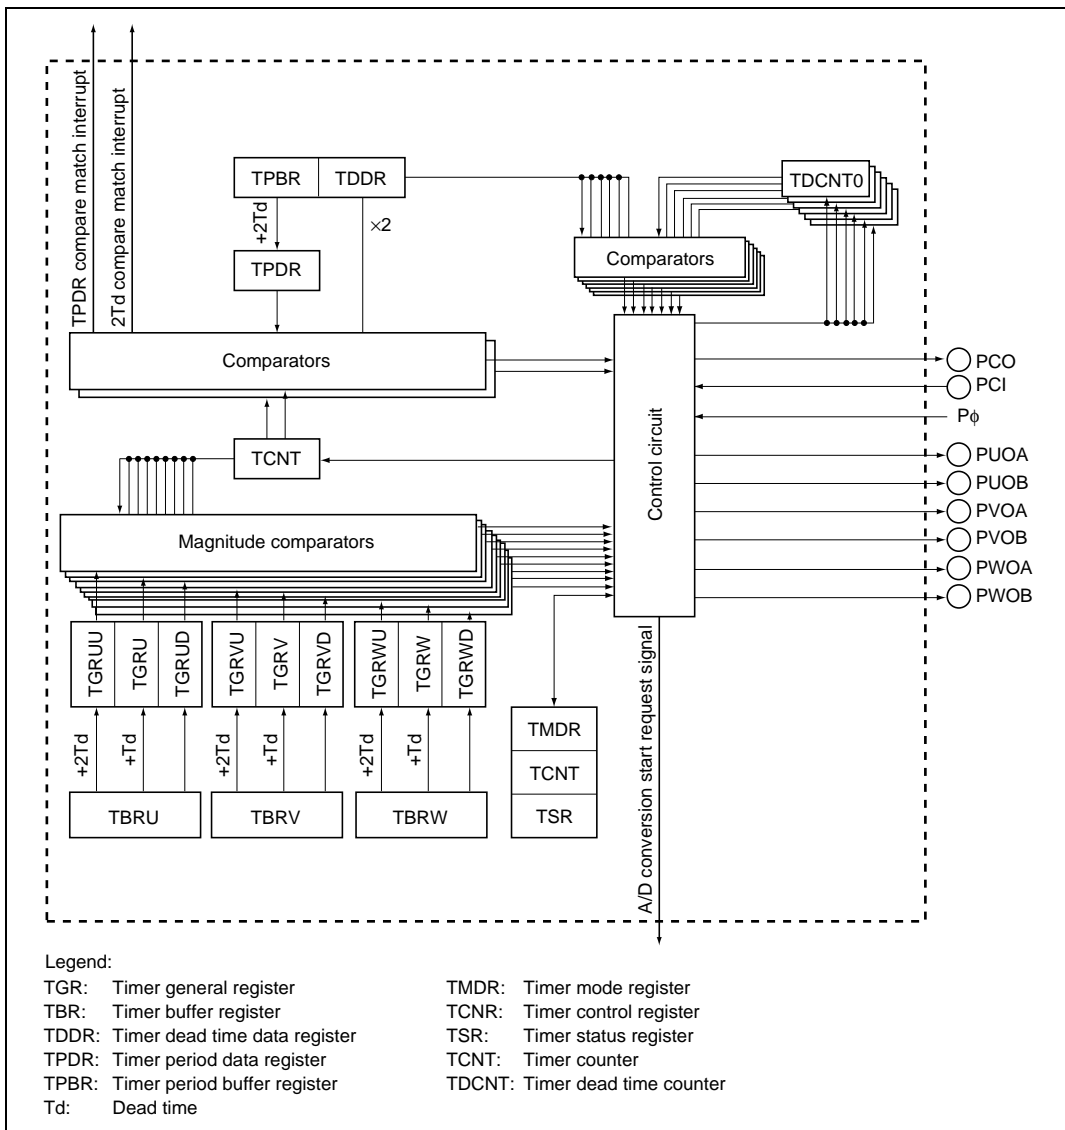 TPDR compare match interrupt
2Td compare match interrupt
TPBR
TDDR
TDCNT0
+2Td
×2
TPDR
Comparators
Comparators
PCO
PCI
Pϕ
TCNT
Control circuit
PUOA
PUOB
PVOA
PVOB
PWOA
PWOB
Magnitude comparators
TGRUU
TGRU
TGRUD
TGRVU
TGRV
TGRVD
TGRWU
TGRW
TGRWD
+2Td
+Td
+2Td
+Td
+2Td
+Td
TBRU
TBRV
TBRW
TMDR
TCNT
TSR
A/D conversion start request signal
Legend:
TGR: Timer general register
TBR: Timer buffer register
TDDR: Timer dead time data register
TPDR: Timer period data register
TPBR: Timer period buffer register
Td: Dead time
TMDR: Timer mode register
TCNR: Timer control register
TSR: Timer status register
TCNT: Timer counter
TDCNT: Timer dead time counter